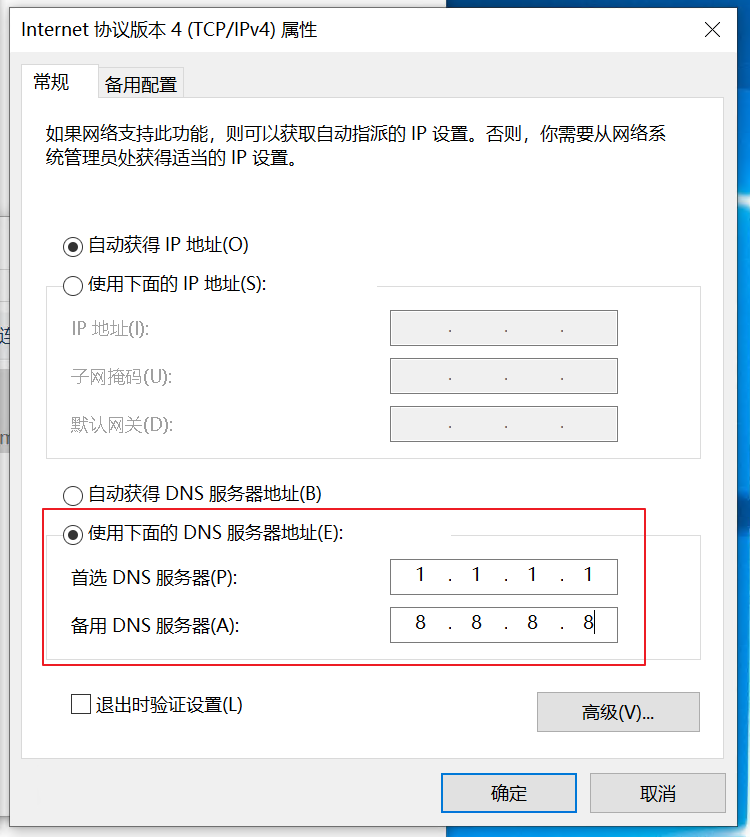 Internet 协议版本 4 (TCP/IPv4) 属性
常规
备用配置
如果网络支持此功能，则可以获取自动指派的 IP 设置。否则，你需要从网络系
统管理员处获得适当的 IP 设置。
自动获得 IP 地址(O)
使用下面的 IP 地址(S):
IP 地址(I):
子网掩码(U):
默认网关(D):
自动获得 DNS 服务器地址(B)
使用下面的 DNS 服务器地址(E):
首选 DNS 服务器(P): 1 . 1 . 1 . 1
备用 DNS 服务器(A): 8 . 8 . 8 . 8
退出时验证设置(L)
高级(V)...
确定
取消